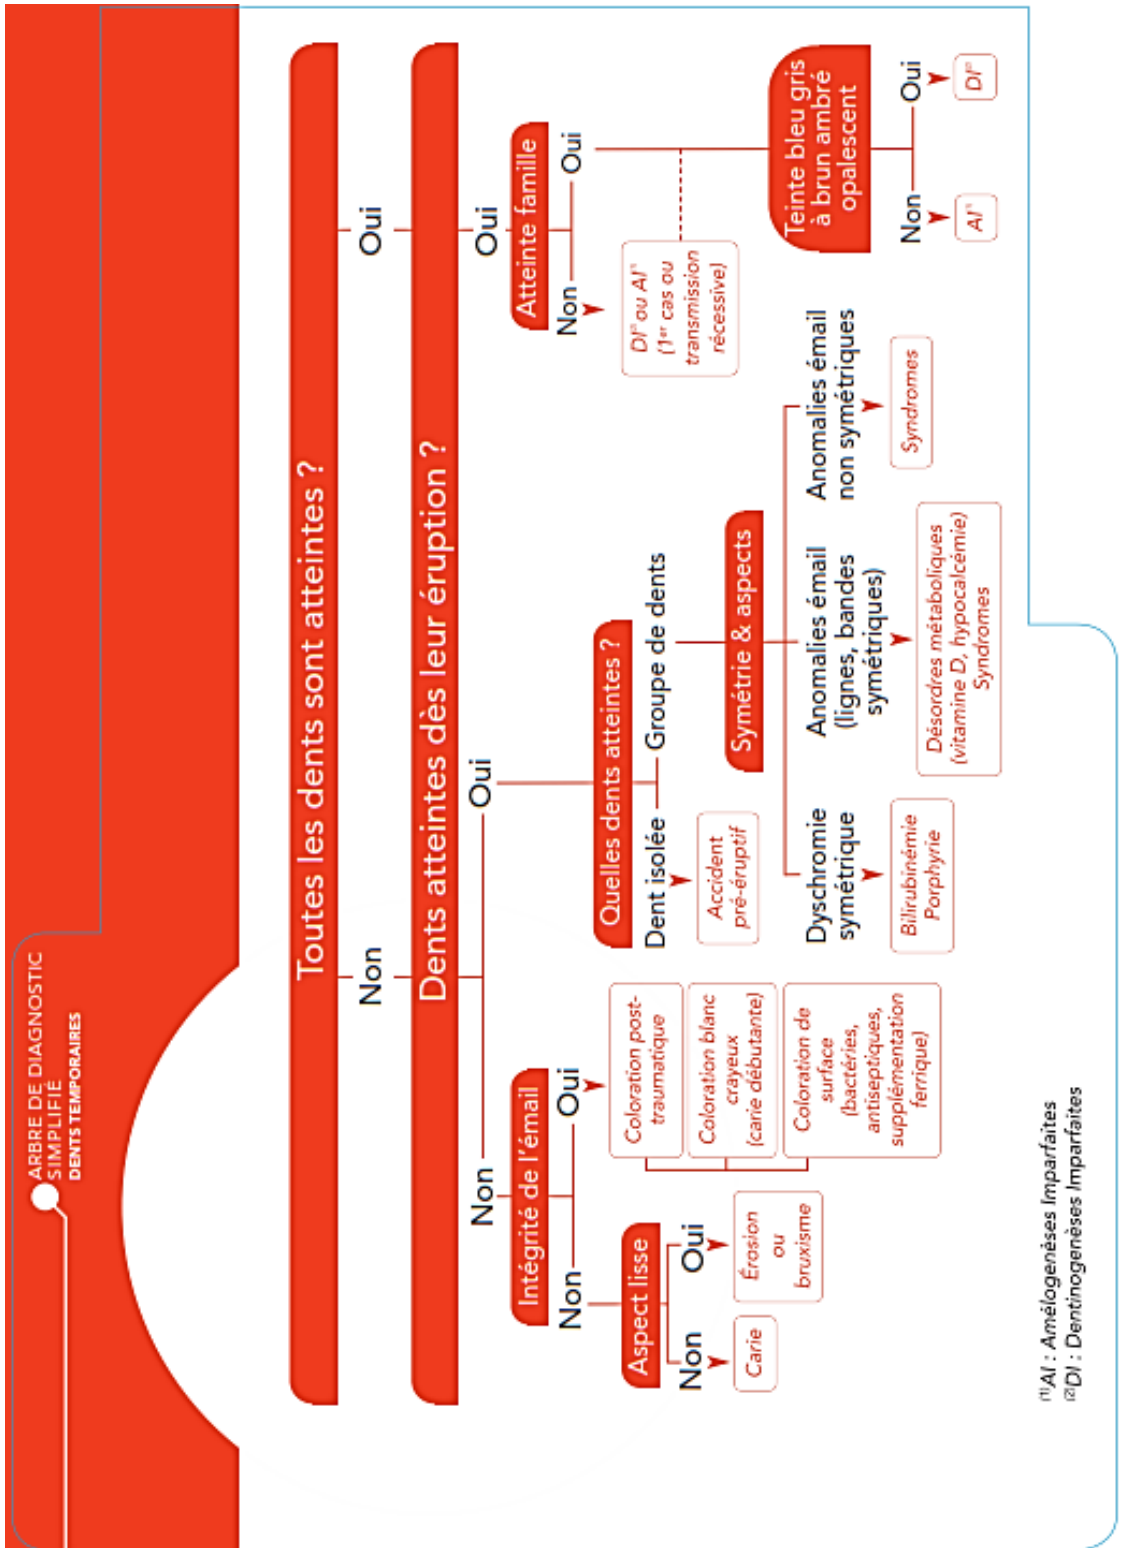 ARBRE DE DIAGNOSTIC
SIMPLIFIÉ
DENTS TEMPORAIRES
Toutes les dents sont atteintes ?
Non
Oui
Dents atteintes dès leur éruption ?
Non
Oui
Oui
Intégrité de l'émail
Non
Oui
Aspect lisse
Non
Oui
Carie
Érosion
ou
bruxisme
Coloration post-
traumatique
Coloration blanc
crayeux
(carie débutante)
Coloration de
surface
(bactéries,
antiseptiques,
supplémentation
ferrique)
Quelles dents atteintes ?
Dent isolée
Groupe de dents
Accident
pré-éruptif
Symétrie & aspects
Dyschromie
symétrique
Anomalies émail
(lignes, bandes
symétriques)
Anomalies émail
non symétriques
Bilirubinémie
Porphyrie
Désordres métaboliques
(vitamine D, hypocalcémie)
Syndromes
Syndromes
Atteinte famille
Non
Oui
DI⁽²⁾ ou AI⁽¹⁾
(1ᵉʳ cas ou
transmission
récessive)
Teinte bleu gris
à brun ambré
opalescent
Non
Oui
AI⁽¹⁾
DI⁽²⁾
⁽¹⁾AI : Amélogenèses Imparfaites
⁽²⁾DI : Dentinogenèses Imparfaites